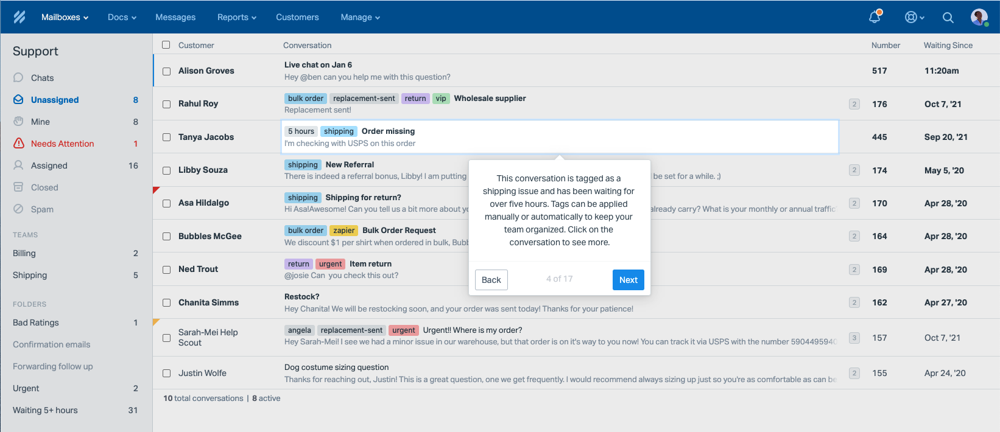 Mailboxes Docs Messages Reports Customers Manage
Support
Chats
Unassigned 8
Mine 8
Needs Attention 1
Assigned 16
Closed
Spam
TEAMS
Billing 2
Shipping 5
FOLDERS
Bad Ratings 1
Confirmation emails
Forwarding follow up
Urgent 2
Waiting 5+ hours 31
Customer Conversation Number Waiting Since
Alison Groves Live chat on Jan 6 517 11:20am
Hey @ben can you help me with this question?
Rahul Roy bulk order replacement-sent return vip Wholesale supplier 2 176 Oct 7, '21
Replacement sent!
Tanya Jacobs 5 hours shipping Order missing 445 Sep 20, '21
I'm checking with USPS on this order
Libby Souza shipping New Referral 2 174 May 5, '20
There is indeed a referral bonus, Libby! I am putting be set for a while. ;)
Asa Hildalgo shipping Shipping for return? 2 170 Apr 28, '20
Hi Asa!Awesome! Can you tell us a bit more about already carry? What is your monthly or annual traffic
Bubbles McGee bulk order zapier Bulk Order Request 2 164 Apr 28, '20
We discount $1 per shirt when ordered in bulk, Bubb
Ned Trout return urgent Item return 2 169 Apr 28, '20
@josie Can you check this out?
Chanita Simms Restock? 2 162 Apr 27, '20
Hey Chanita! We will be restocking soon, and your order was sent today! Thanks for your patience!
Sarah-Mei Help Scout angela replacement-sent urgent Urgent!! Where is my order? 3 157 Oct 7, '21
Hey Sarah-Mei! I see we had a minor issue in our warehouse, but that order is on it's way to you now! You can track it via USPS with the number 5904495940
Justin Wolfe Dog costume sizing question 2 155 Apr 24, '20
Thanks for reaching out, Justin! This is a great question, one we get frequently. I would recommend always sizing up just so you're as comfortable as can be
10 total conversations | 8 active
This conversation is tagged as a
shipping issue and has been waiting for
over five hours. Tags can be applied
manually or automatically to keep your
team organized. Click on the
conversation to see more.
Back 4 of 17 Next